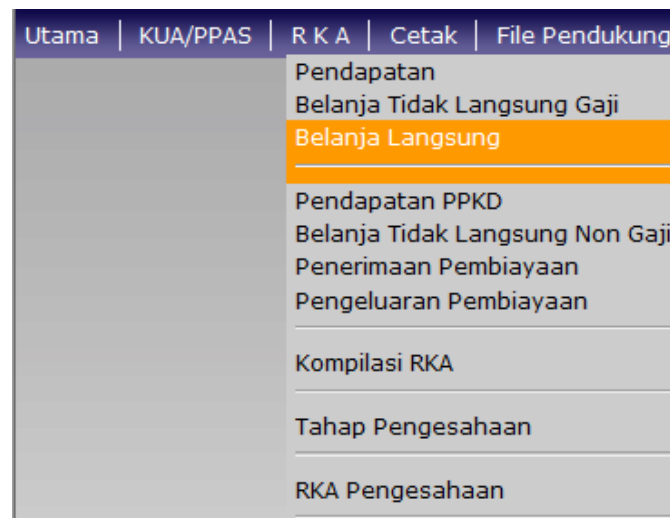 Utama | KUA/PPAS | R K A | Cetak | File Pendukung
Pendapatan
Belanja Tidak Langsung Gaji
Belanja Langsung
Pendapatan PPKD
Belanja Tidak Langsung Non Gaji
Penerimaan Pembiayaan
Pengeluaran Pembiayaan
Kompilasi RKA
Tahap Pengesahaan
RKA Pengesahaan